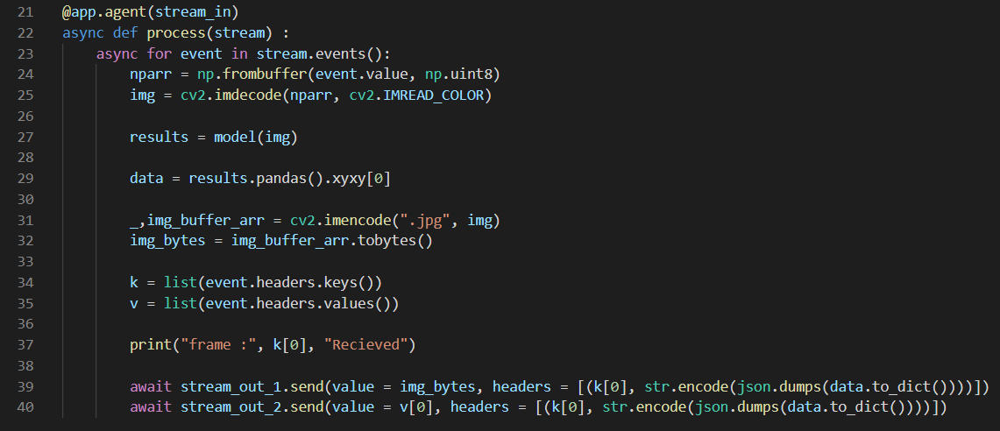 21 @app.agent(stream_in)
22 async def process(stream) :
23     async for event in stream.events():
24         nparr = np.frombuffer(event.value, np.uint8)
25         img = cv2.imdecode(nparr, cv2.IMREAD_COLOR)
26
27         results = model(img)
28
29         data = results.pandas().xyxy[0]
30
31         _,img_buffer_arr = cv2.imencode(".jpg", img)
32         img_bytes = img_buffer_arr.tobytes()
33
34         k = list(event.headers.keys())
35         v = list(event.headers.values())
36
37         print("frame :", k[0], "Recieved")
38
39         await stream_out_1.send(value = img_bytes, headers = [(k[0], str.encode(json.dumps(data.to_dict())))])
40         await stream_out_2.send(value = v[0], headers = [(k[0], str.encode(json.dumps(data.to_dict())))])